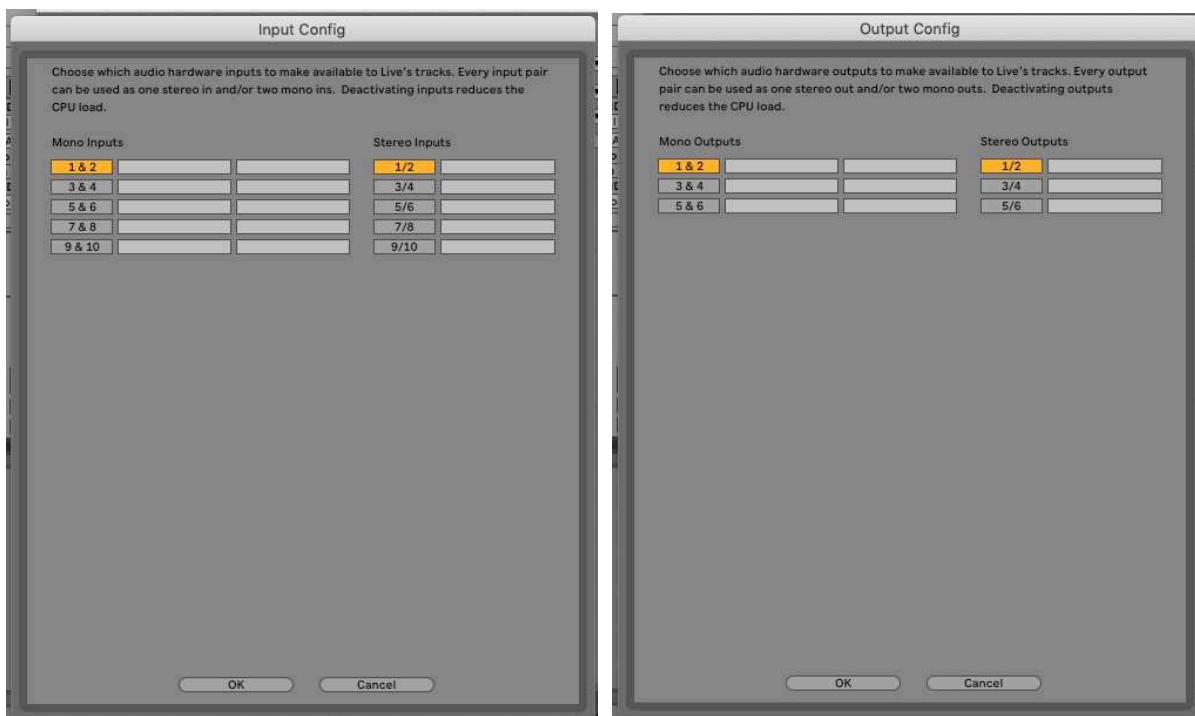 Input Config
Choose which audio hardware inputs to make available to Live's tracks. Every input pair
can be used as one stereo in and/or two mono ins. Deactivating inputs reduces the
CPU load.
Mono Inputs Stereo Inputs
1 & 2 1/2
3 & 4 3/4
5 & 6 5/6
7 & 8 7/8
9 & 10 9/10
OK Cancel
Output Config
Choose which audio hardware outputs to make available to Live's tracks. Every output
pair can be used as one stereo out and/or two mono outs. Deactivating outputs
reduces the CPU load.
Mono Outputs Stereo Outputs
1 & 2 1/2
3 & 4 3/4
5 & 6 5/6
OK Cancel